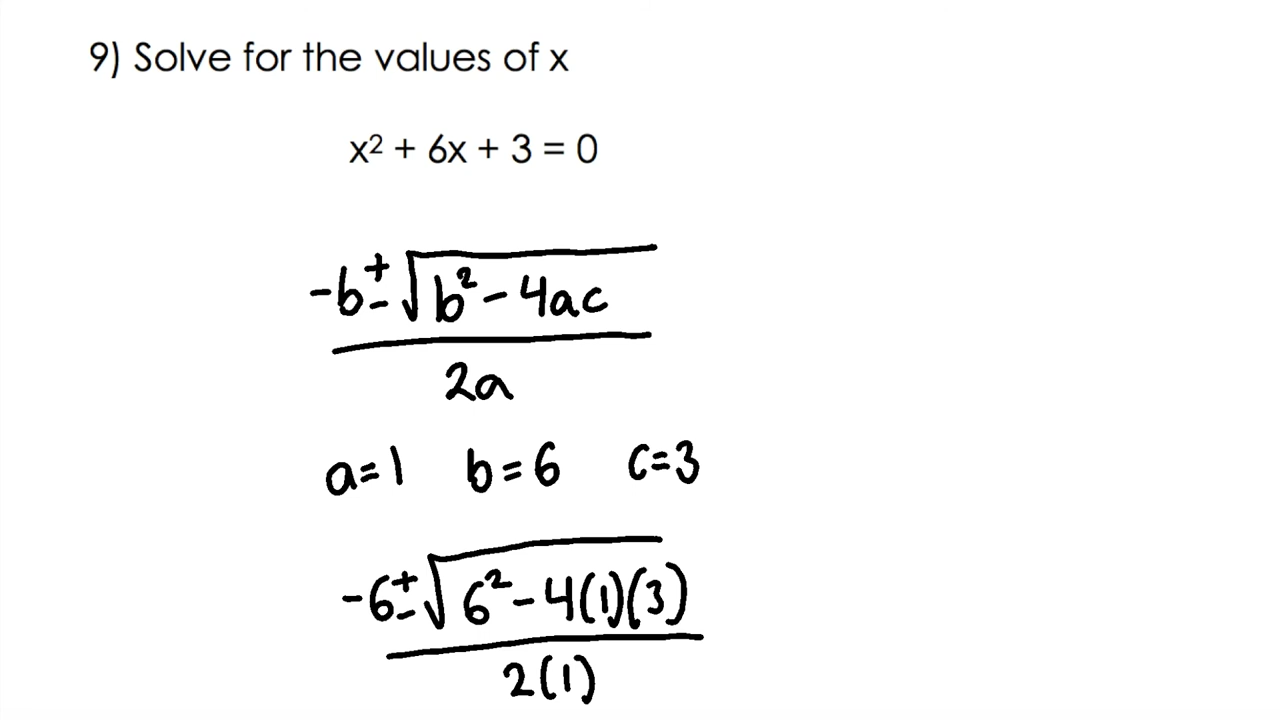 9) Solve for the values of x
x² + 6x + 3 = 0
-b ± √b² - 4ac
2a
a=1 b=6 c=3
-6 ± √6² - 4(1)(3)
2(1)